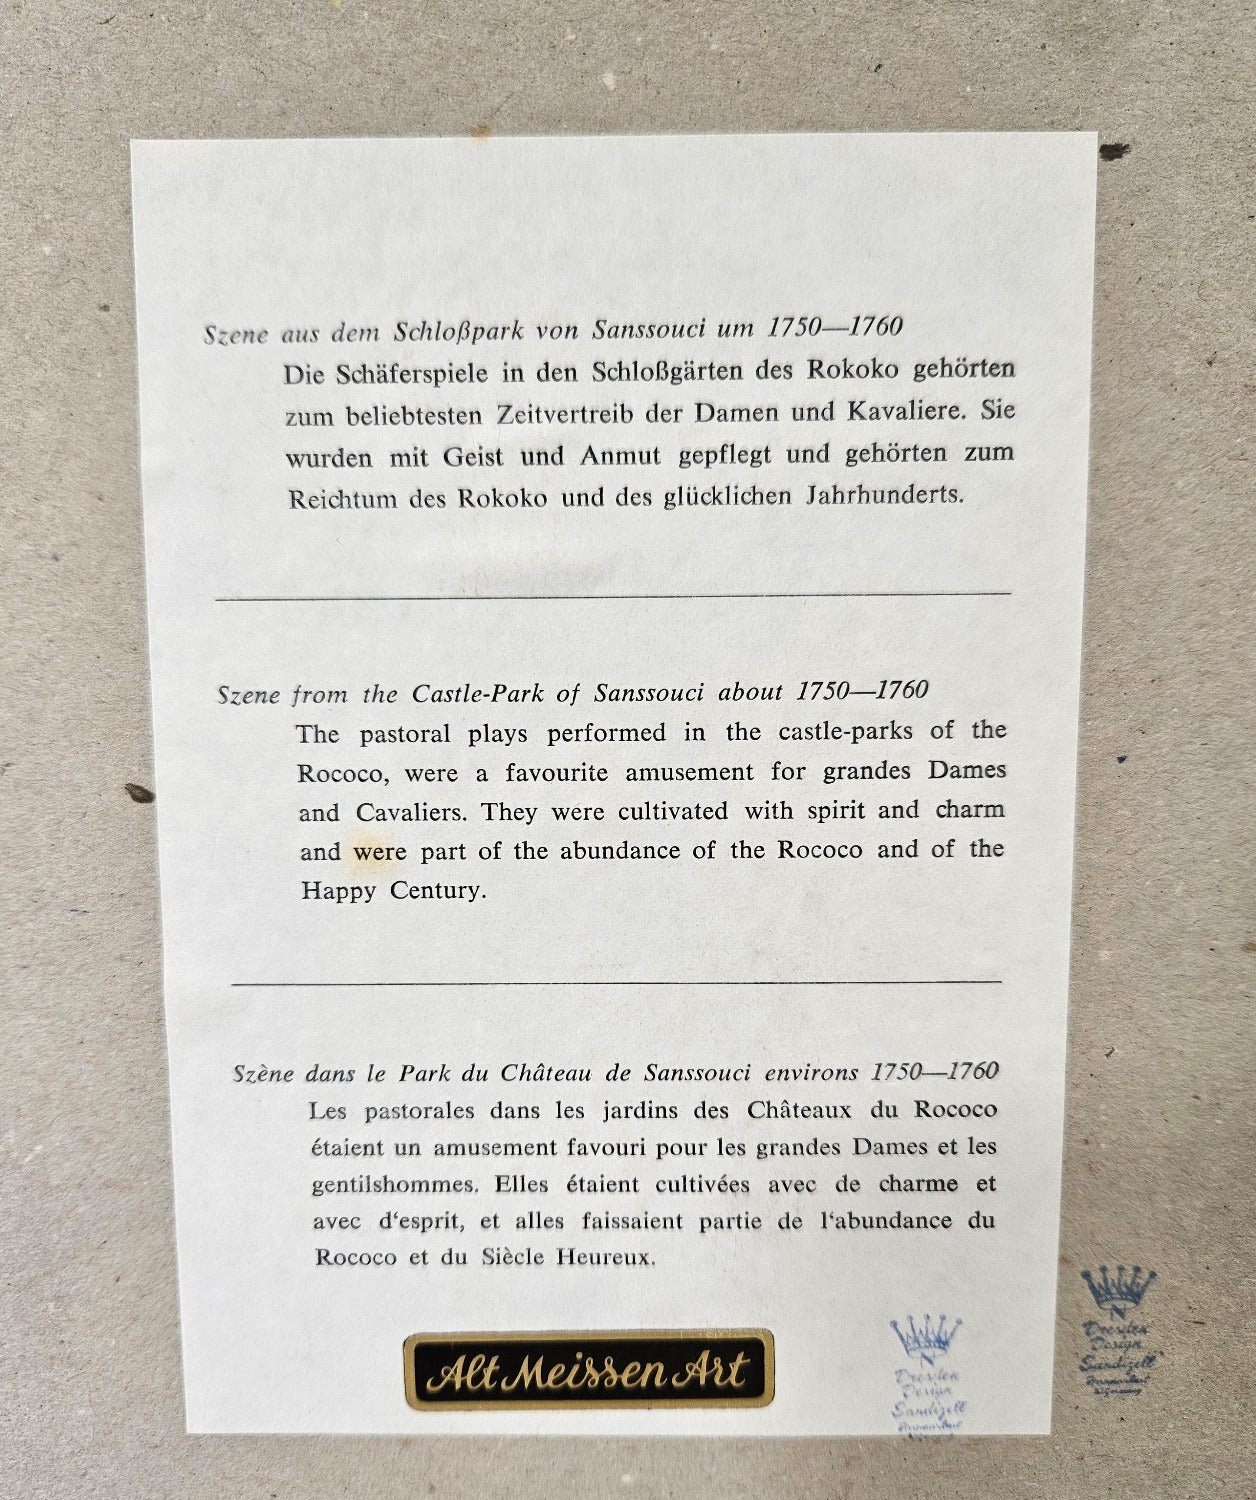 Szene aus dem Schloßpark von Sanssouci um 1750—1760
Die Schäferspiele in den Schloßgärten des Rokoko gehörten
zum beliebtesten Zeitvertreib der Damen und Kavaliere. Sie
wurden mit Geist und Anmut gepflegt und gehörten zum
Reichtum des Rokoko und des glücklichen Jahrhunderts.
Szene from the Castle-Park of Sanssouci about 1750—1760
The pastoral plays performed in the castle-parks of the
Rococo, were a favourite amusement for grandes Dames
and Cavaliers. They were cultivated with spirit and charm
and were part of the abundance of the Rococo and of the
Happy Century.
Szène dans le Park du Château de Sanssouci environs 1750—1760
Les pastorales dans les jardins des Châteaux du Rococo
étaient un amusement favouri pour les grandes Dames et les
gentilshommes. Elles étaient cultivées avec de charme et
avec d‘esprit, et alles faissaient partie de l‘abundance du
Rococo et du Siècle Heureux.
Alt Meissen Art
Dresden
Design
Sandizell
Dresden
Design
Sandizell